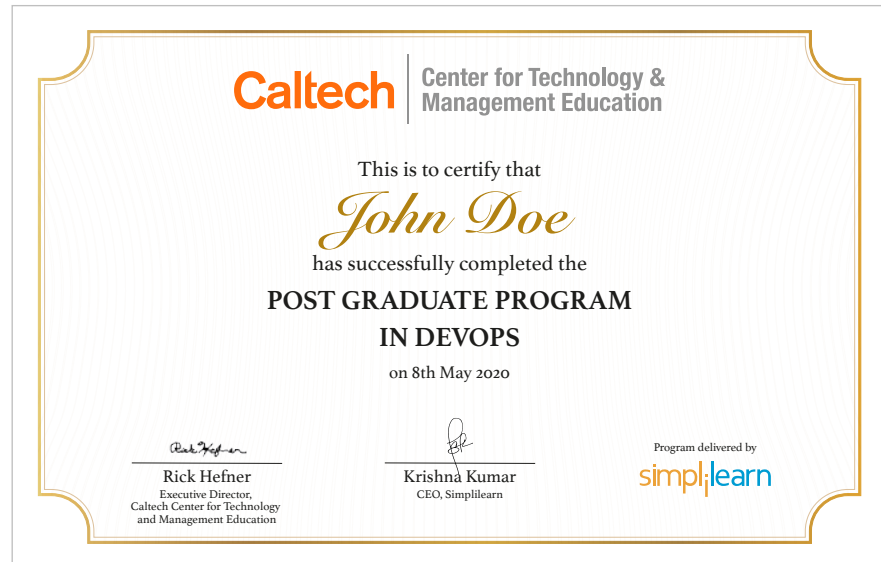 Caltech
Center for Technology &
Management Education
This is to certify that
John Doe
has successfully completed the
POST GRADUATE PROGRAM
IN DEVOPS
on 8th May 2020
Rick Hefner
Rick Hefner
Executive Director,
Caltech Center for Technology
and Management Education
Krishna Kumar
CEO, Simplilearn
Program delivered by
simplilearn